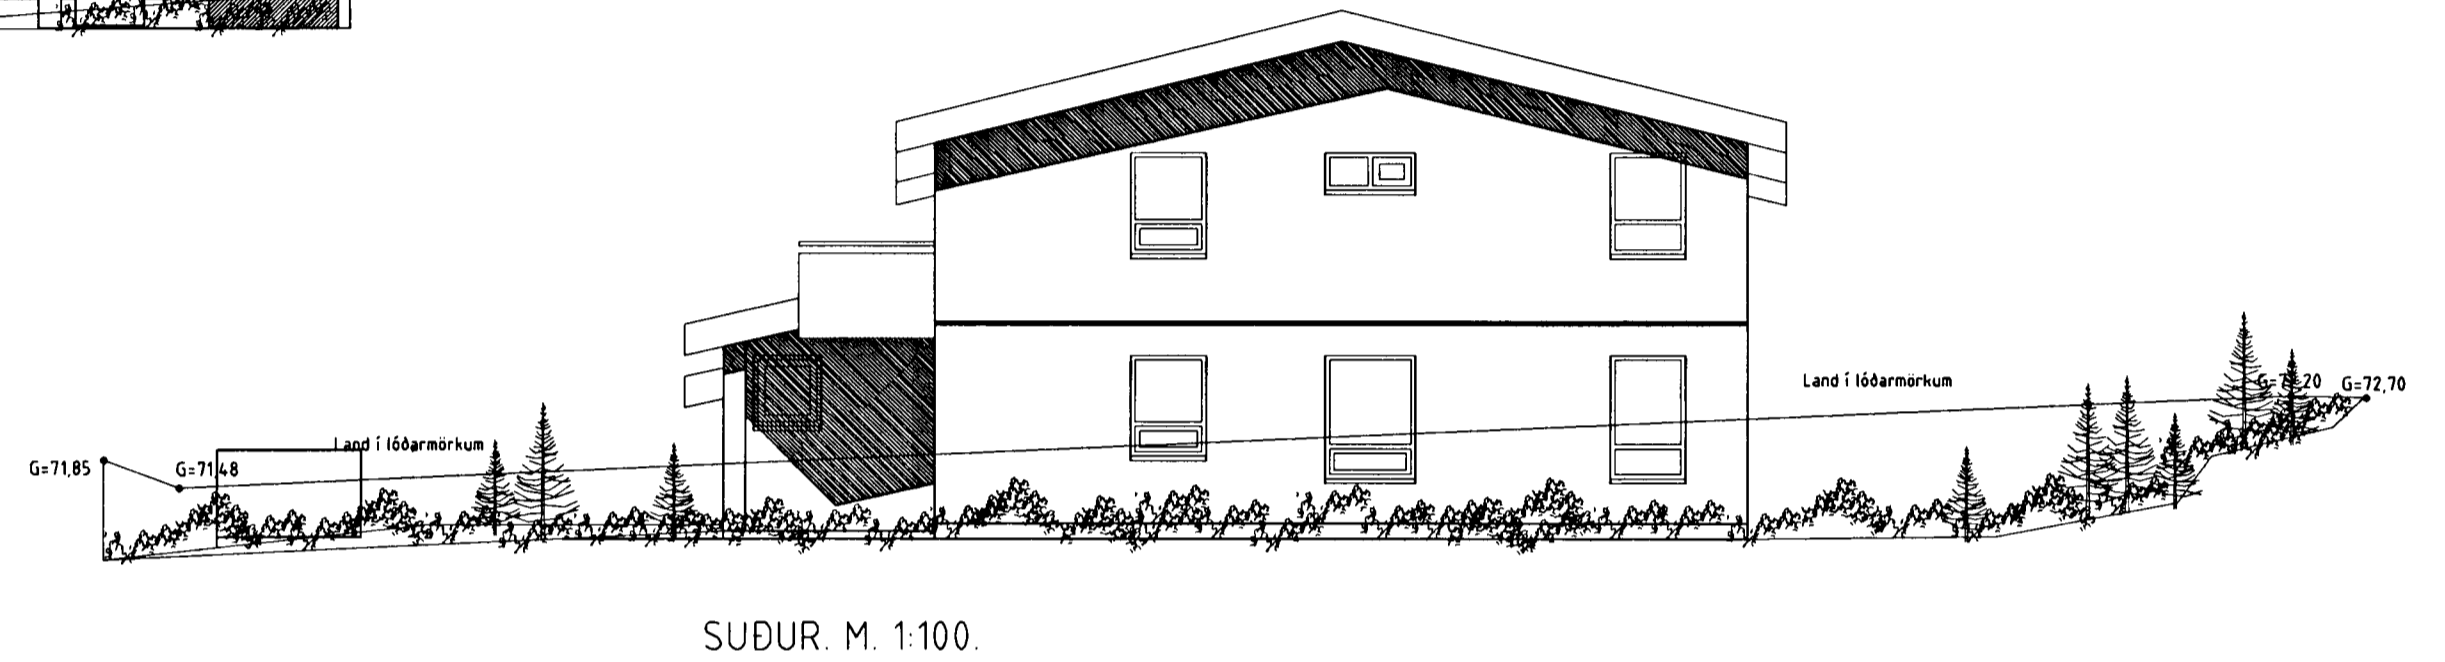 Land í lóðarmörkum
G=72,70
Land í lóðarmörkum
G=71,85
G=71,48
SUÐUR. M. 1:100.